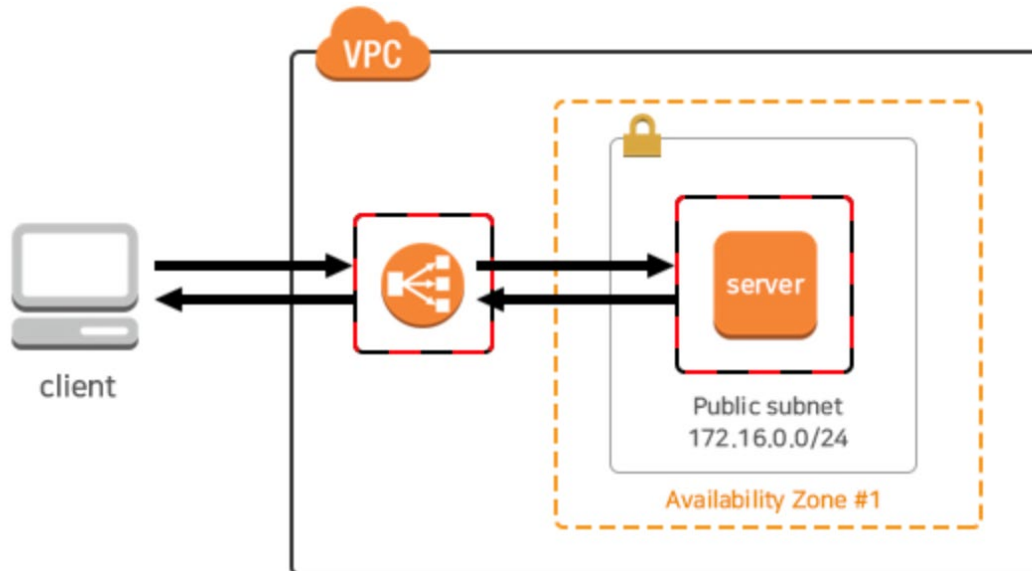 VPC
server
client
Public subnet
172.16.0.0/24
Availability Zone #1